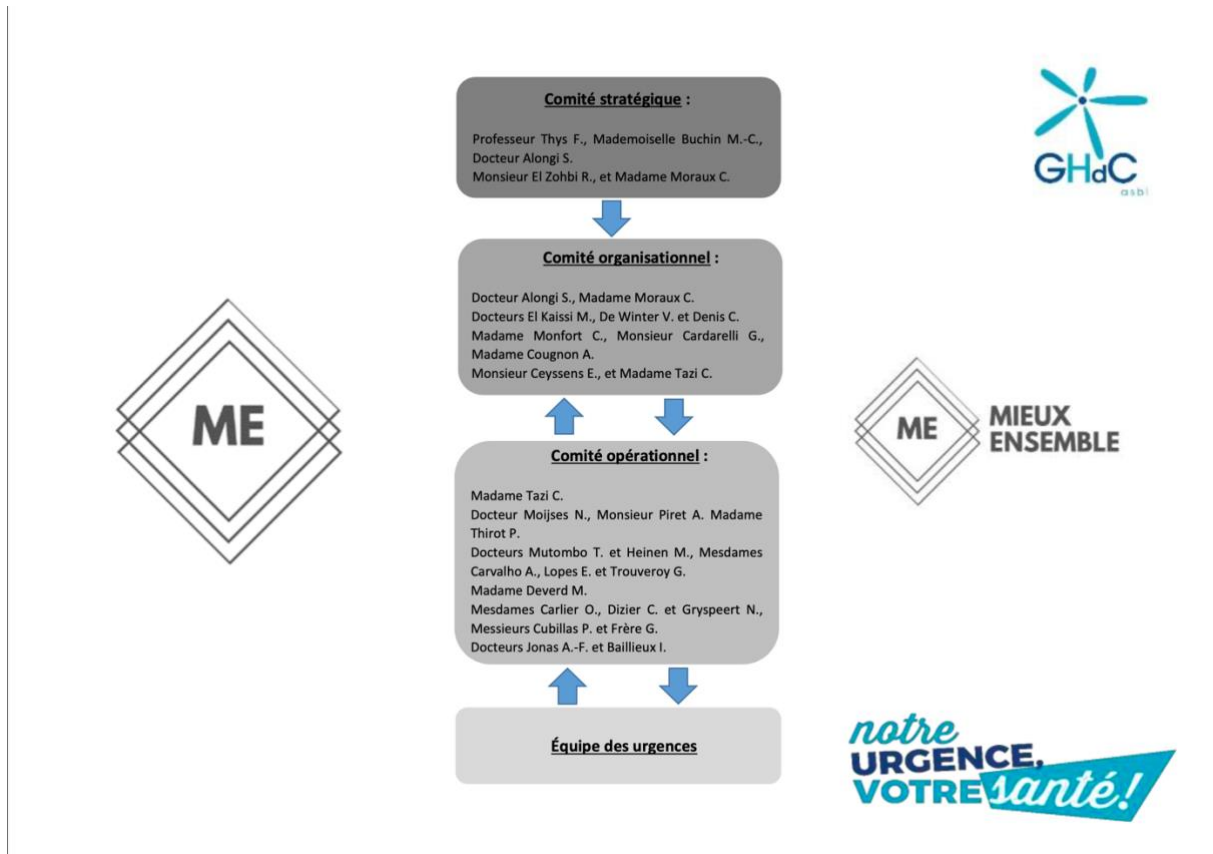 Comité stratégique :
Professeur Thys F., Mademoiselle Buchin M.-C.,
Docteur Alongi S.
Monsieur El Zohbi R., et Madame Moraux C.
GHdC
asbl
Comité organisationnel :
Docteur Alongi S., Madame Moraux C.
Docteurs El Kaissi M., De Winter V. et Denis C.
Madame Monfort C., Monsieur Cardarelli G.,
Madame Cougnon A.
Monsieur Ceyssens E., et Madame Tazi C.
ME
ME
MIEUX
ENSEMBLE
Comité opérationnel :
Madame Tazi C.
Docteur Moijses N., Monsieur Piret A. Madame
Thirot P.
Docteurs Mutombo T. et Heinen M., Mesdames
Carvalho A., Lopes E. et Trouveroy G.
Madame Deverd M.
Mesdames Carlier O., Dizier C. et Gryspeert N.,
Messieurs Cubillas P. et Frère G.
Docteurs Jonas A.-F. et Baillieux I.
Équipe des urgences
notre
URGENCE,
VOTRE santé!